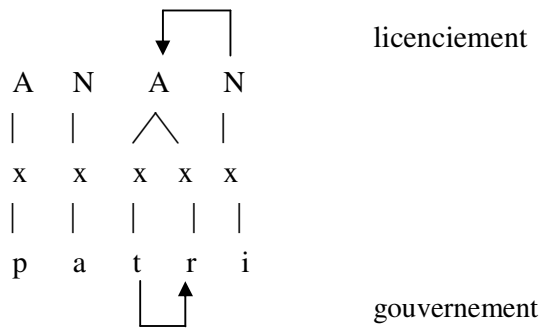 licenciement
A N A N
x x x x x
p a t r i
gouvernement